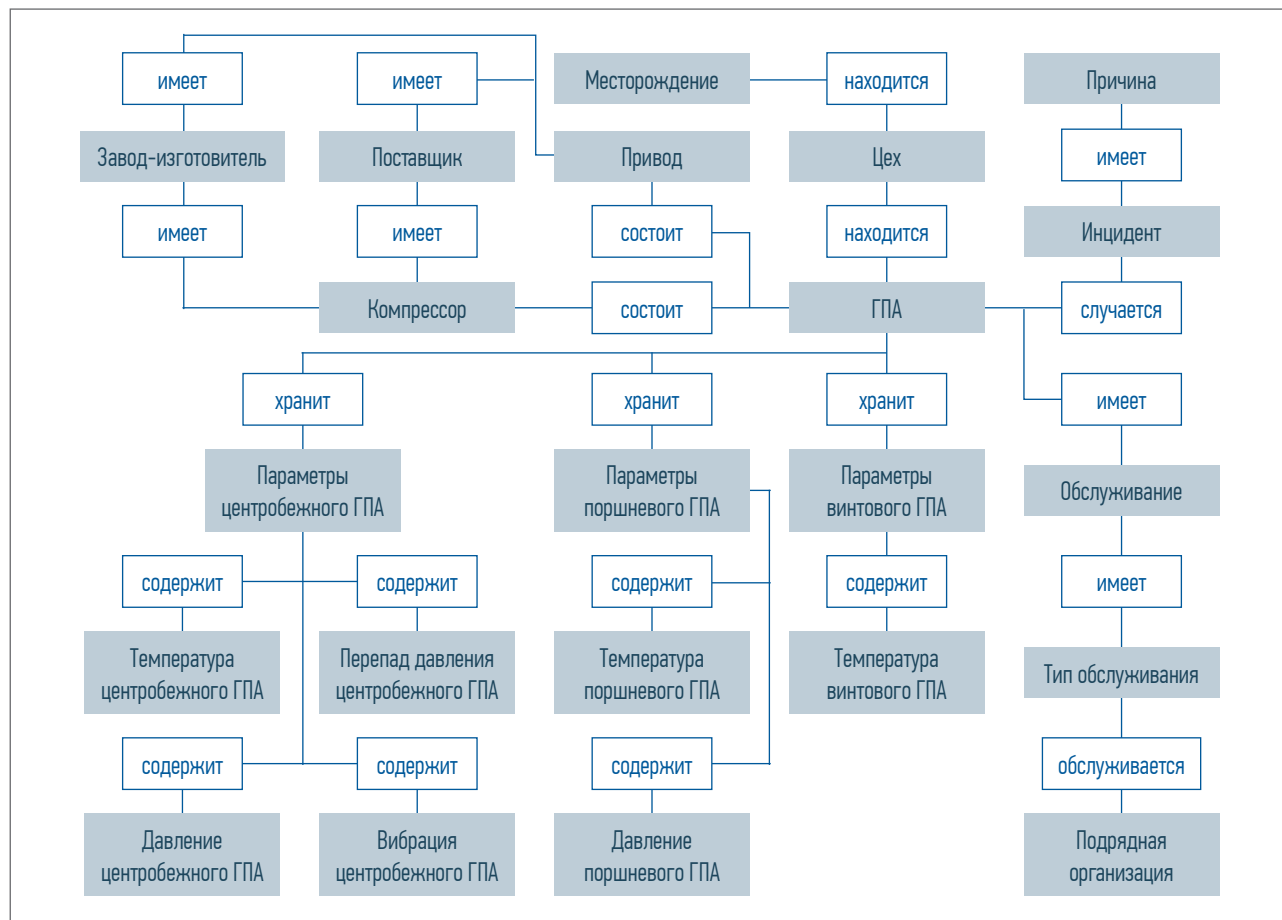 имеет
имеет
Месторождение
находится
Причина
Завод-изготовитель
Поставщик
Привод
Цех
имеет
имеет
имеет
состоит
находится
Инцидент
Компрессор
состоит
ГПА
случается
хранит
хранит
хранит
имеет
Параметры
центробежного ГПА
Параметры
поршневого ГПА
Параметры
винтового ГПА
Обслуживание
содержит
содержит
содержит
содержит
имеет
Температура
центробежного ГПА
Перепад давления
центробежного ГПА
Температура
поршневого ГПА
Температура
винтового ГПА
Тип обслуживания
содержит
содержит
содержит
обслуживается
Давление
центробежного ГПА
Вибрация
центробежного ГПА
Давление
поршневого ГПА
Подрядная
организация